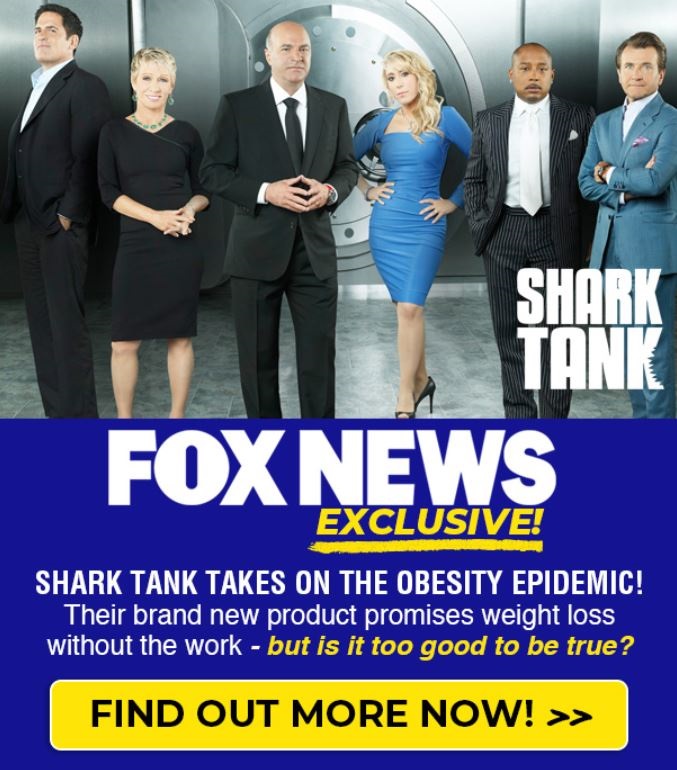 SHARK
TANK
FOX NEWS
EXCLUSIVE!
SHARK TANK TAKES ON THE OBESITY EPIDEMIC!
Their brand new product promises weight loss
without the work - but is it too good to be true?
FIND OUT MORE NOW! >>